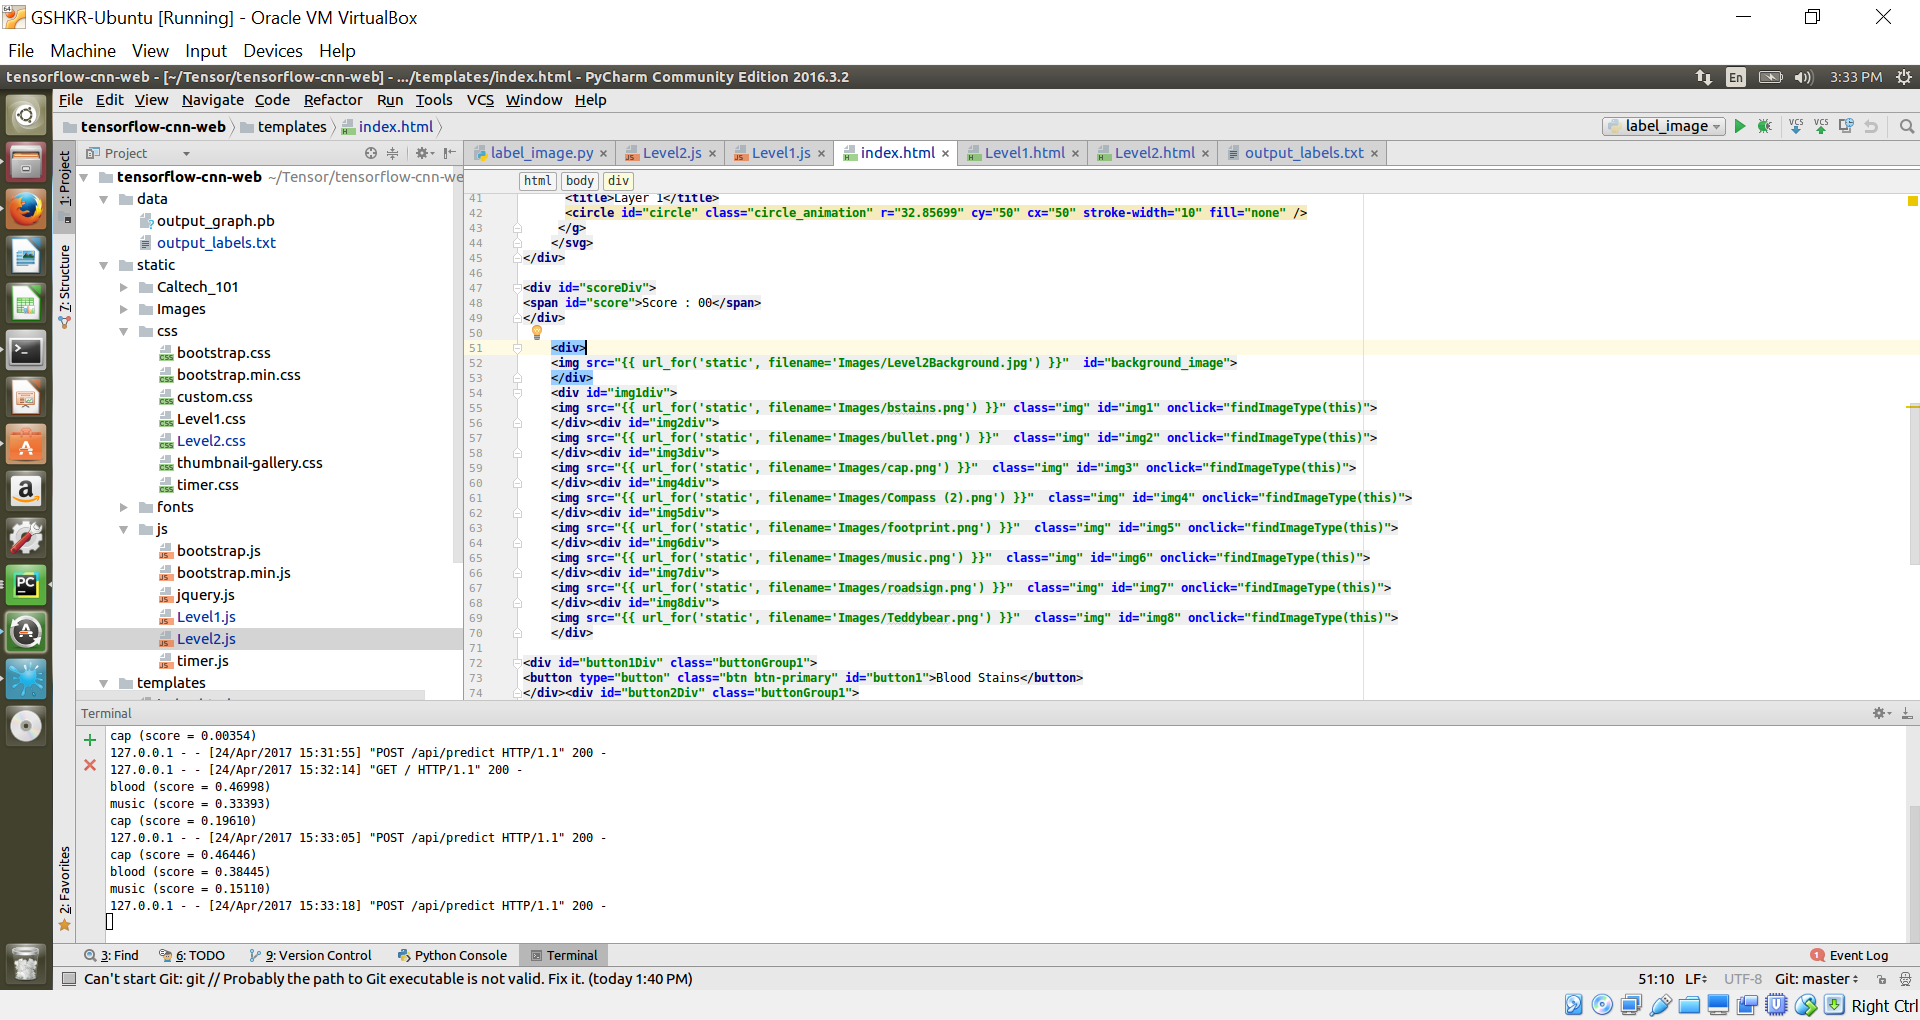 GSHKR-Ubuntu [Running] - Oracle VM VirtualBox
File Machine View Input Devices Help
tensorflow-cnn-web - [~/Tensor/tensorflow-cnn-web] - .../templates/index.html - PyCharm Community Edition 2016.3.2
En
3:33 PM
File Edit View Navigate Code Refactor Run Tools VCS Window Help
tensorflow-cnn-web templates index.html
label_image
VCS VCS
Project
label_image.py × Level2.js × Level1.js × index.html × Level1.html × Level2.html × output_labels.txt ×
1: Project
7: Structure
2: Favorites
tensorflow-cnn-web ~/Tensor/tensorflow-cnn-we
data
output_graph.pb
output_labels.txt
static
Caltech_101
Images
css
bootstrap.css
bootstrap.min.css
custom.css
Level1.css
Level2.css
thumbnail-gallery.css
timer.css
fonts
js
bootstrap.js
bootstrap.min.js
jquery.js
Level1.js
Level2.js
timer.js
templates
html body div
41 <title>Layer 1</title>
42 <circle id="circle" class="circle_animation" r="32.85699" cy="50" cx="50" stroke-width="10" fill="none" />
43 </g>
44 </svg>
45 </div>
46
47 <div id="scoreDiv">
48 <span id="score">Score : 00</span>
49 </div>
50
51 <div>
52 <img src="{{ url_for('static', filename='Images/Level2Background.jpg') }}"  id="background_image">
53 </div>
54 <div id="img1div">
55 <img src="{{ url_for('static', filename='Images/bstains.png') }}" class="img" id="img1" onclick="findImageType(this)">
56 </div><div id="img2div">
57 <img src="{{ url_for('static', filename='Images/bullet.png') }}"  class="img" id="img2" onclick="findImageType(this)">
58 </div><div id="img3div">
59 <img src="{{ url_for('static', filename='Images/cap.png') }}"  class="img" id="img3" onclick="findImageType(this)">
60 </div><div id="img4div">
61 <img src="{{ url_for('static', filename='Images/Compass (2).png') }}"  class="img" id="img4" onclick="findImageType(this)">
62 </div><div id="img5div">
63 <img src="{{ url_for('static', filename='Images/footprint.png') }}"  class="img" id="img5" onclick="findImageType(this)">
64 </div><div id="img6div">
65 <img src="{{ url_for('static', filename='Images/music.png') }}"  class="img" id="img6" onclick="findImageType(this)">
66 </div><div id="img7div">
67 <img src="{{ url_for('static', filename='Images/roadsign.png') }}"  class="img" id="img7" onclick="findImageType(this)">
68 </div><div id="img8div">
69 <img src="{{ url_for('static', filename='Images/Teddybear.png') }}"  class="img" id="img8" onclick="findImageType(this)">
70 </div>
71
72 <div id="button1Div" class="buttonGroup1">
73 <button type="button" class="btn btn-primary" id="button1">Blood Stains</button>
74 </div><div id="button2Div" class="buttonGroup1">
Terminal
cap (score = 0.00354)
127.0.0.1 - - [24/Apr/2017 15:31:55] "POST /api/predict HTTP/1.1" 200 -
127.0.0.1 - - [24/Apr/2017 15:32:14] "GET / HTTP/1.1" 200 -
blood (score = 0.46998)
music (score = 0.33393)
cap (score = 0.19610)
127.0.0.1 - - [24/Apr/2017 15:33:05] "POST /api/predict HTTP/1.1" 200 -
cap (score = 0.46446)
blood (score = 0.38445)
music (score = 0.15110)
127.0.0.1 - - [24/Apr/2017 15:33:18] "POST /api/predict HTTP/1.1" 200 -
3: Find 6: TODO 9: Version Control Python Console Terminal 1 Event Log
Can't start Git: git // Probably the path to Git executable is not valid. Fix it. (today 1:40 PM) 51:10 LF UTF-8 Git: master
Right Ctrl